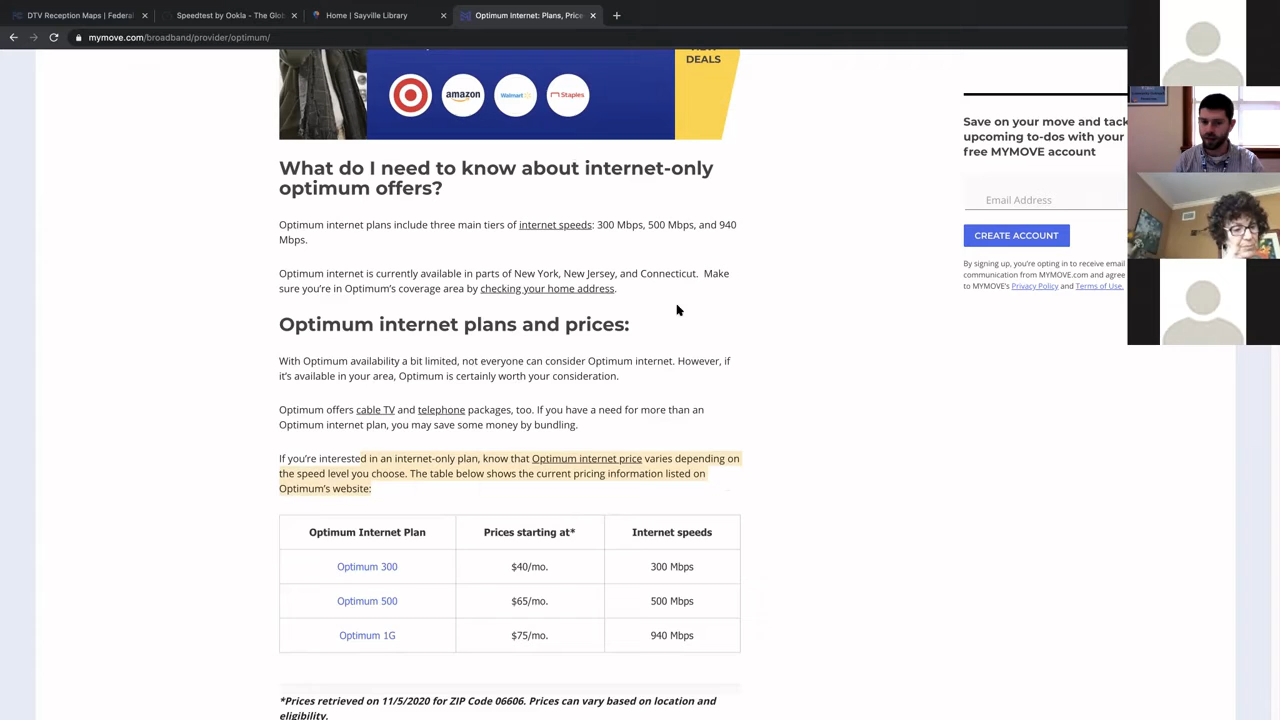 DTV Reception Maps | Federal
Speedtest by Ookla - The Glo
Home | Sayville Library
Optimum Internet: Plans, Price
mymove.com/broadband/provider/optimum/
DEALS
amazon
Walmart
Staples
What do I need to know about internet-only
optimum offers?
Optimum internet plans include three main tiers of internet speeds: 300 Mbps, 500 Mbps, and 940
Mbps.
Optimum internet is currently available in parts of New York, New Jersey, and Connecticut. Make
sure you're in Optimum's coverage area by checking your home address.
Optimum internet plans and prices:
With Optimum availability a bit limited, not everyone can consider Optimum internet. However, if
it's available in your area, Optimum is certainly worth your consideration.
Optimum offers cable TV and telephone packages, too. If you have a need for more than an
Optimum internet plan, you may save some money by bundling.
If you're interested in an internet-only plan, know that Optimum internet price varies depending on
the speed level you choose. The table below shows the current pricing information listed on
Optimum's website:
Optimum Internet Plan Prices starting at* Internet speeds
Optimum 300 $40/mo. 300 Mbps
Optimum 500 $65/mo. 500 Mbps
Optimum 1G $75/mo. 940 Mbps
*Prices retrieved on 11/5/2020 for ZIP Code 06606. Prices can vary based on location and
eligibility.
Save on your move and tack
upcoming to-dos with your
free MYMOVE account
Email Address
CREATE ACCOUNT
By signing up, you're opting in to receive email
communication from MYMOVE.com and agree
to MYMOVE's Privacy Policy and Terms of Use.